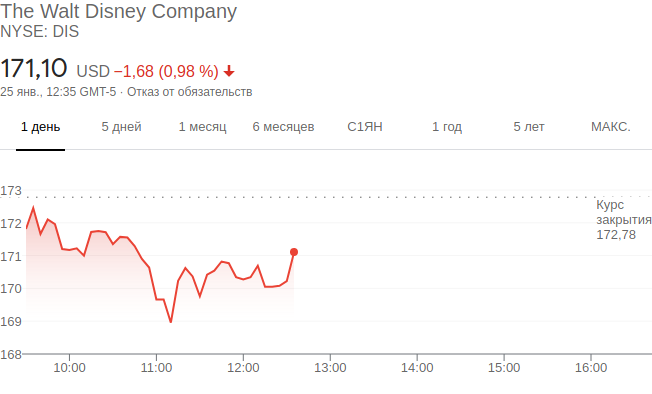 The Walt Disney Company
NYSE: DIS
171,10 USD −1,68 (0,98 %)
25 янв., 12:35 GMT-5 · Отказ от обязательств
1 день 5 дней 1 месяц 6 месяцев С1ЯН 1 год 5 лет МАКС.
173
Курс
закрытия
172,78
172
171
170
169
168
10:00 11:00 12:00 13:00 14:00 15:00 16:00